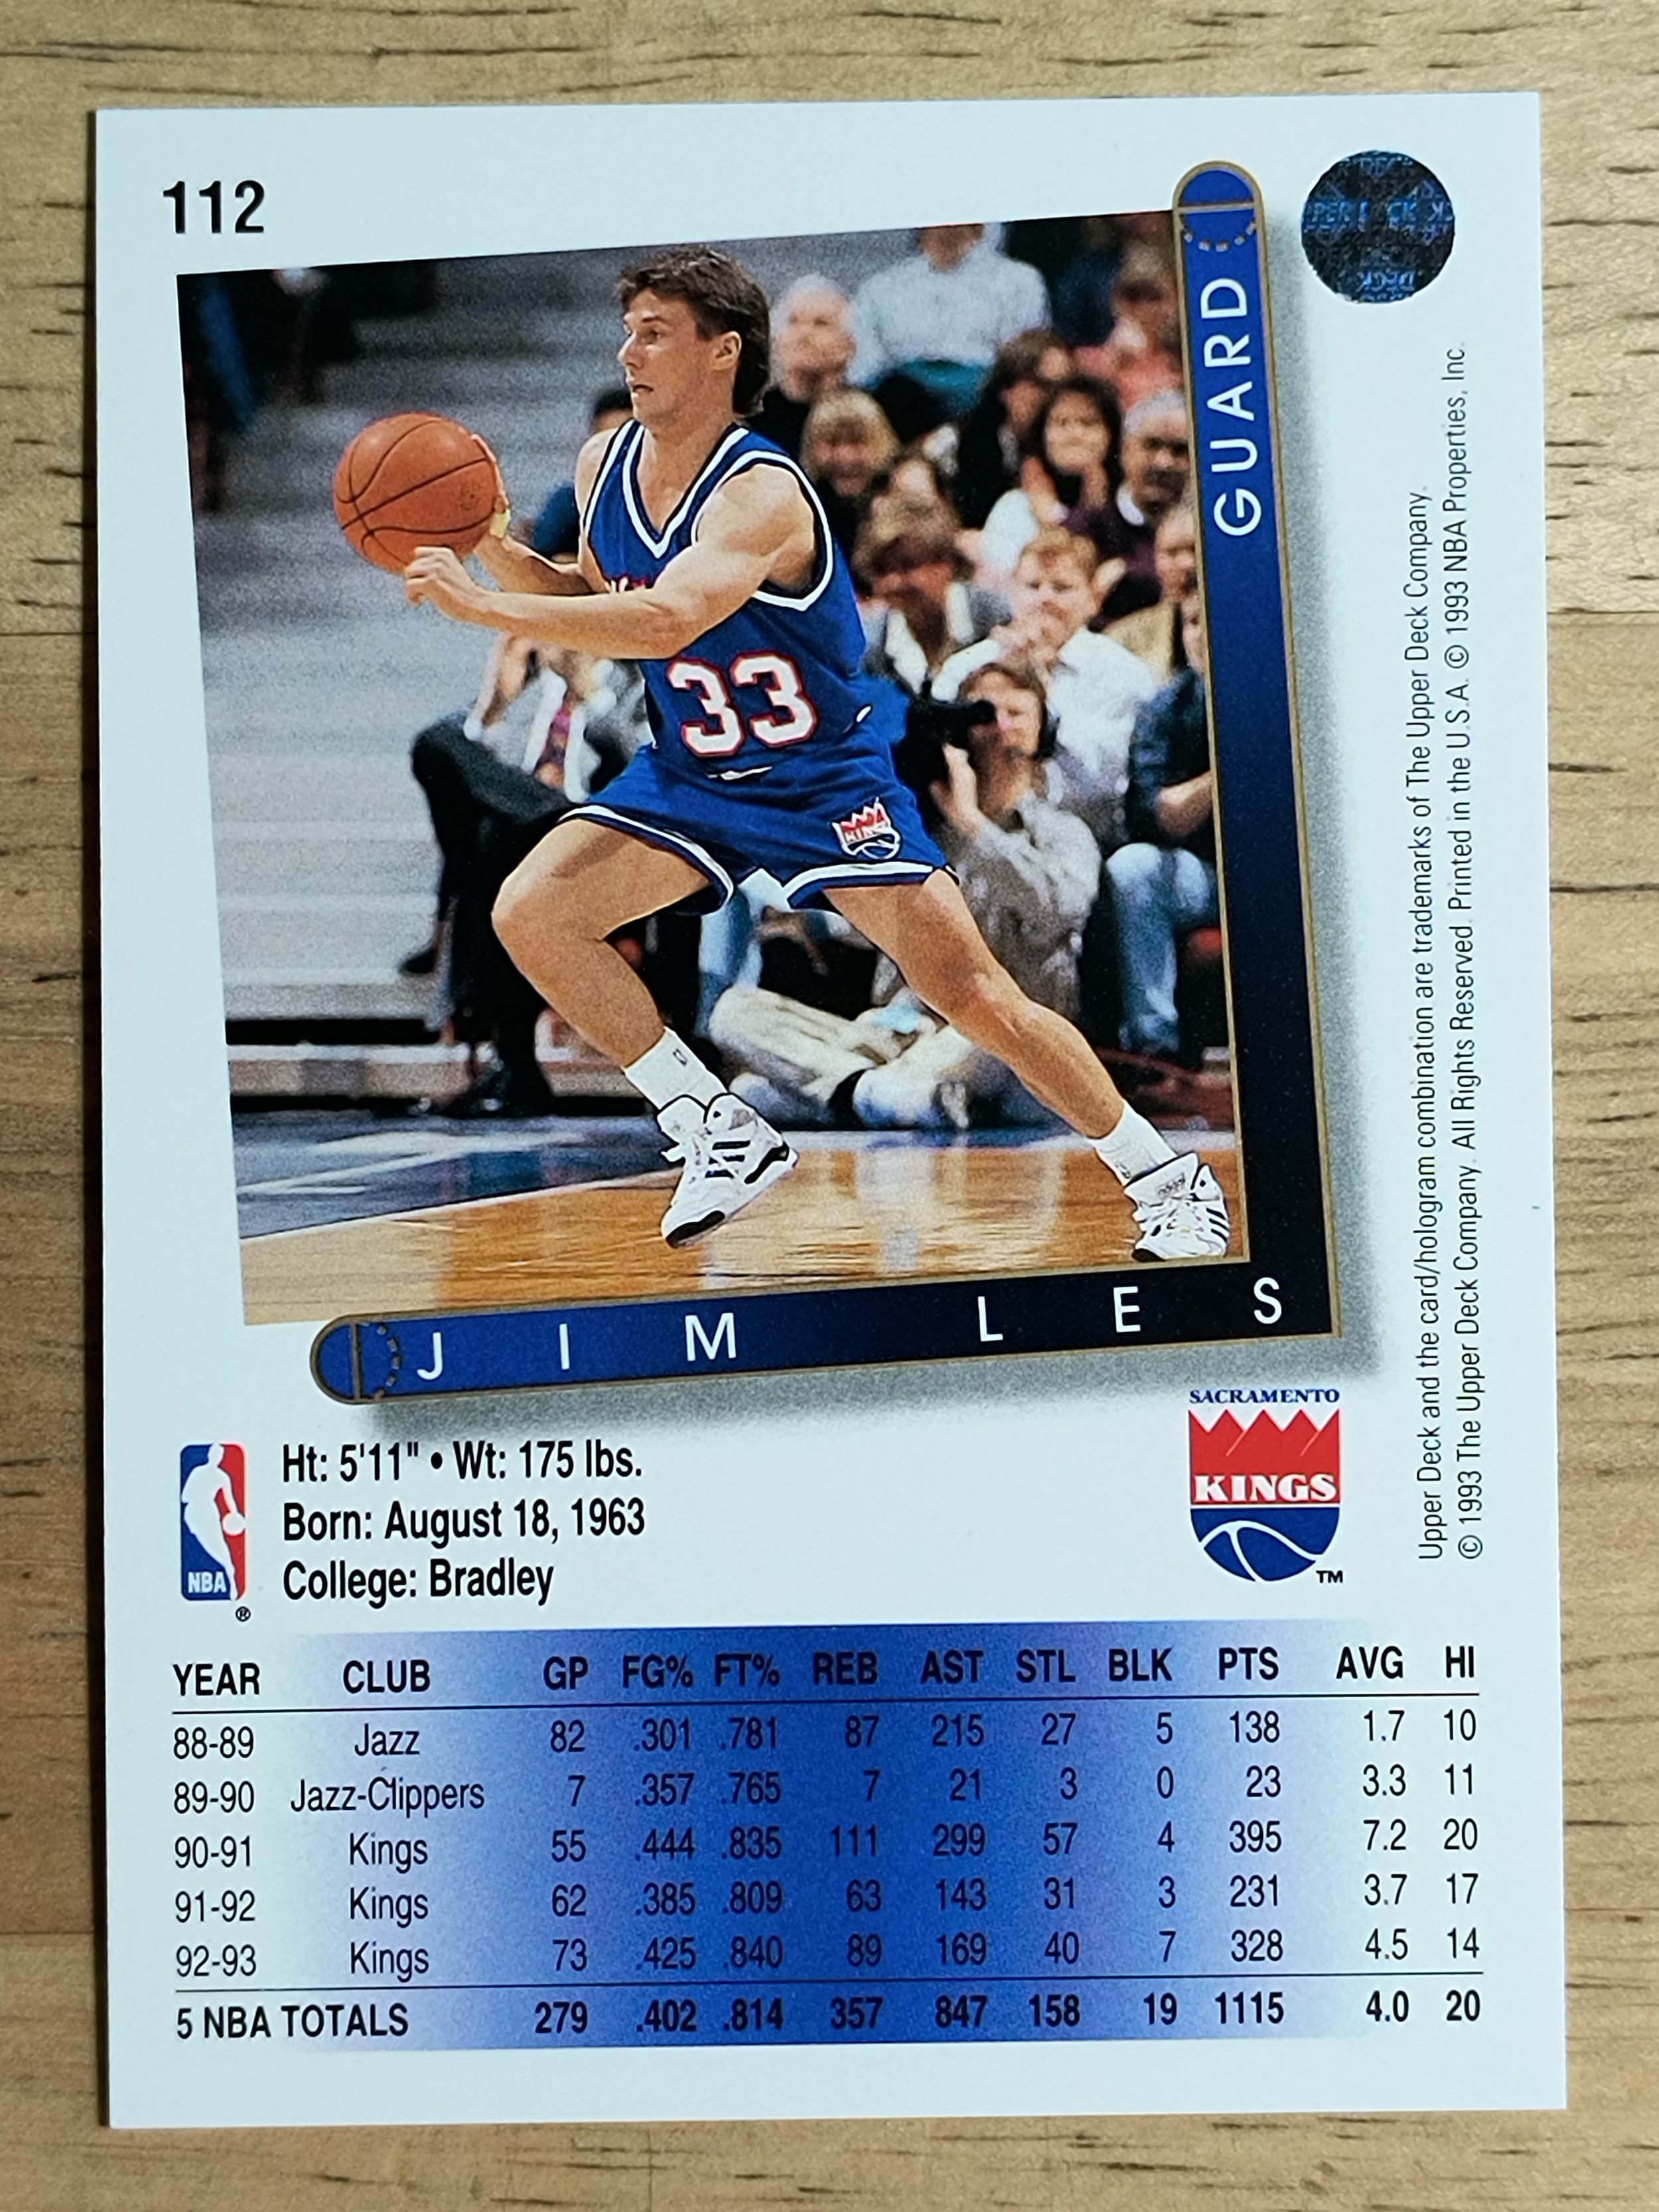 112
GUARD
33
KINGS
JIM LES
Upper Deck and the card/hologram combination are trademarks of The Upper Deck Company.
© 1993 The Upper Deck Company. All Rights Reserved. Printed in the U.S.A. © 1993 NBA Properties, Inc.
SACRAMENTO
KINGS
TM
NBA
®
Ht: 5'11" • Wt: 175 lbs.
Born: August 18, 1963
College: Bradley
YEAR CLUB GP FG% FT% REB AST STL BLK PTS AVG HI
88-89 Jazz 82 .301 .781 87 215 27 5 138 1.7 10
89-90 Jazz-Clippers 7 .357 .765 7 21 3 0 23 3.3 11
90-91 Kings 55 .444 .835 111 299 57 4 395 7.2 20
91-92 Kings 62 .385 .809 63 143 31 3 231 3.7 17
92-93 Kings 73 .425 .840 89 169 40 7 328 4.5 14
5 NBA TOTALS 279 .402 .814 357 847 158 19 1115 4.0 20